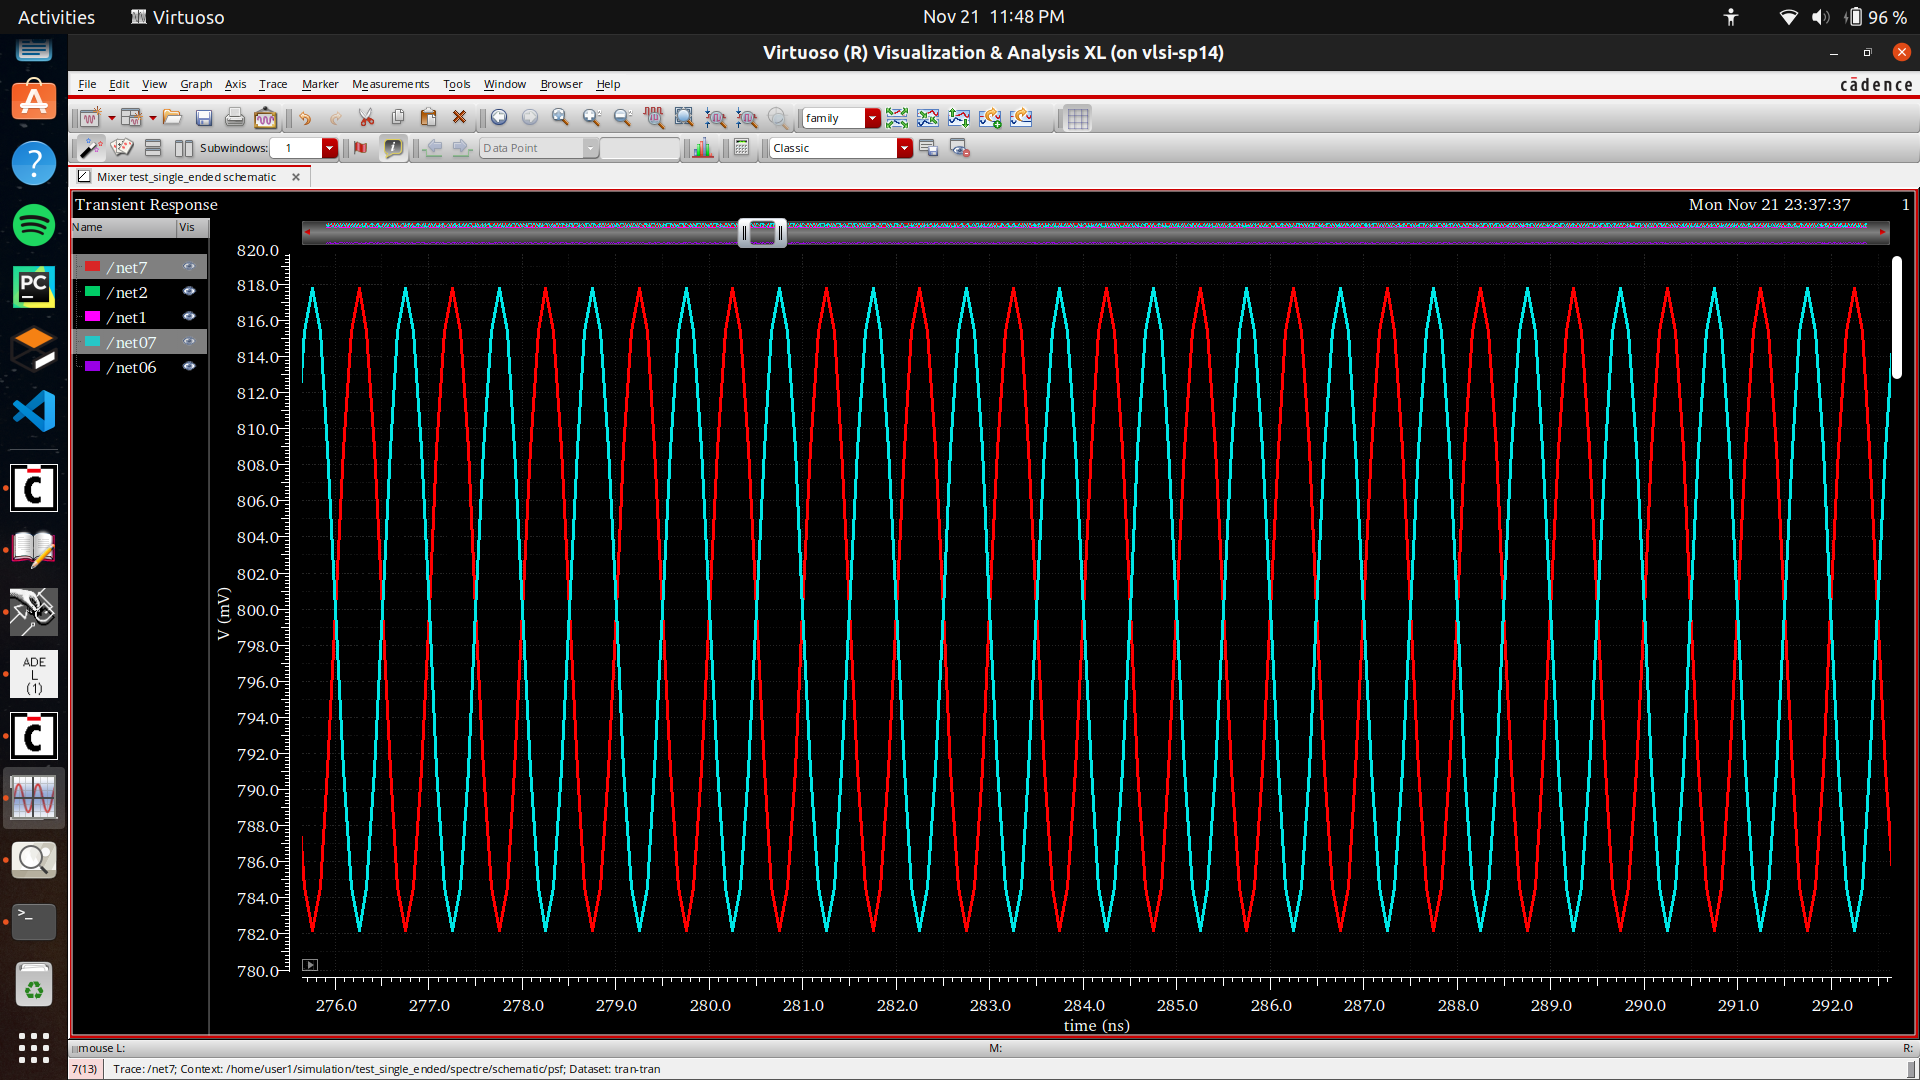 Activities Virtuoso Nov 21 11:48 PM 96 %
Virtuoso (R) Visualization & Analysis XL (on vlsi-sp14)
File Edit View Graph Axis Trace Marker Measurements Tools Window Browser Help cādence
family
Subwindows: 1 Data Point Classic
Mixer test_single_ended schematic
Transient Response Mon Nov 21 23:37:37 1
Name Vis
/net7
/net2
/net1
/net07
/net06
820.0
818.0
816.0
814.0
812.0
810.0
808.0
806.0
804.0
802.0
800.0
798.0
796.0
794.0
792.0
790.0
788.0
786.0
784.0
782.0
780.0
V (mV)
276.0 277.0 278.0 279.0 280.0 281.0 282.0 283.0 284.0 285.0 286.0 287.0 288.0 289.0 290.0 291.0 292.0
time (ns)
mouse L: M: R:
7(13) Trace: /net7; Context: /home/user1/simulation/test_single_ended/spectre/schematic/psf; Dataset: tran-tran
PC
C
ADE
L
(1)
C
>_